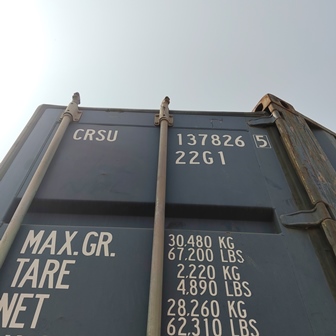 CRSU 137826 5
22G1
MAX.GR. 30.480 KG
67.200 LBS
TARE 2.220 KG
4.890 LBS
NET 28.260 KG
62.310 LBS